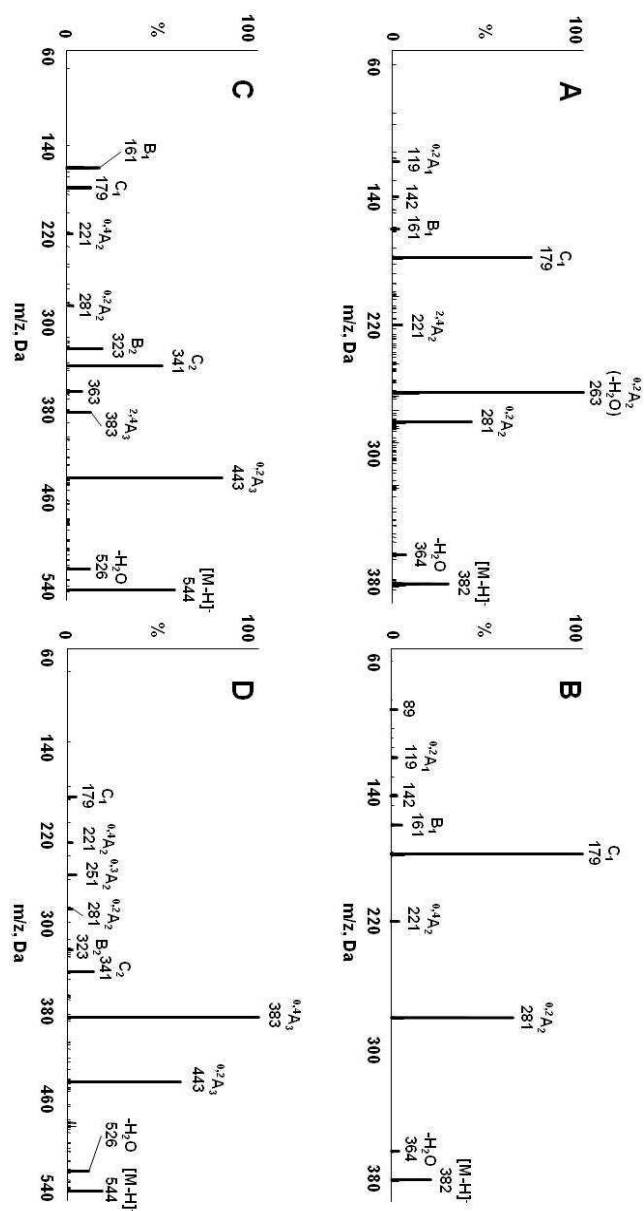 A
100
%
0
60
140
220
300
380
m/z, Da
⁰,²A₁
119
142
B₁
161
C₁
179
²,⁴A₂
221
⁰,²A₂
(-H₂O)
263
⁰,²A₂
281
-H₂O
364
[M-H]⁻
382
B
100
%
0
60
140
220
300
380
m/z, Da
89
⁰,²A₁
119
142
B₁
161
C₁
179
⁰,⁴A₂
221
⁰,²A₂
281
-H₂O
364
[M-H]⁻
382
C
100
%
0
60
140
220
300
380
460
540
m/z, Da
B₁
161
C₁
179
⁰,⁴A₂
221
⁰,²A₂
281
B₂
323
C₂
341
363
²,⁴A₃
383
⁰,²A₃
443
-H₂O
526
[M-H]⁻
544
D
100
%
0
60
140
220
300
380
460
540
m/z, Da
C₁
179
⁰,⁴A₂
221
⁰,³A₂
251
⁰,²A₂
281
B₂
323
C₂
341
⁰,⁴A₃
383
⁰,²A₃
443
-H₂O
526
[M-H]⁻
544